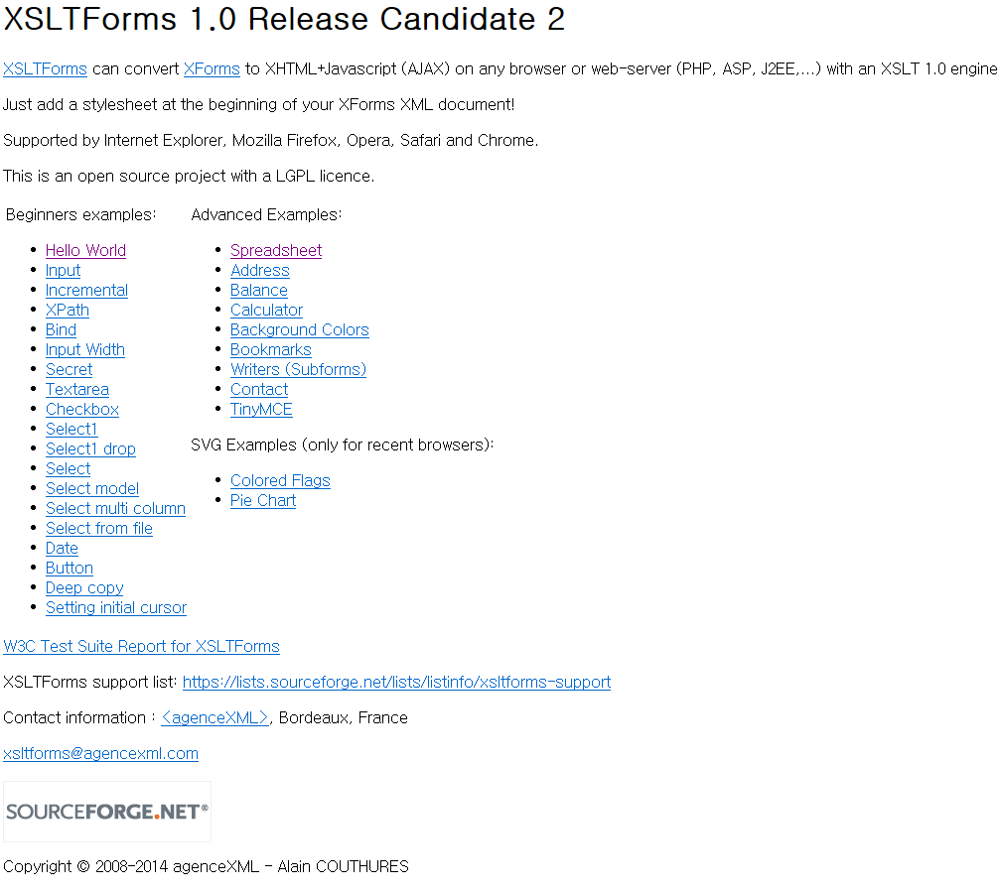 XSLTForms 1.0 Release Candidate 2
XSLTForms can convert XForms to XHTML+Javascript (AJAX) on any browser or web-server (PHP, ASP, J2EE,...) with an XSLT 1.0 engine
Just add a stylesheet at the beginning of your XForms XML document!
Supported by Internet Explorer, Mozilla Firefox, Opera, Safari and Chrome.
This is an open source project with a LGPL licence.
Beginners examples:
Hello World
Input
Incremental
XPath
Bind
Input Width
Secret
Textarea
Checkbox
Select1
Select1 drop
Select
Select model
Select multi column
Select from file
Date
Button
Deep copy
Setting initial cursor
Advanced Examples:
Spreadsheet
Address
Balance
Calculator
Background Colors
Bookmarks
Writers (Subforms)
Contact
TinyMCE
SVG Examples (only for recent browsers):
Colored Flags
Pie Chart
W3C Test Suite Report for XSLTForms
XSLTForms support list: https://lists.sourceforge.net/lists/listinfo/xsltforms-support
Contact information : <agenceXML>, Bordeaux, France
xsltforms@agencexml.com
SOURCEFORGE.NET®
Copyright © 2008-2014 agenceXML - Alain COUTHURES